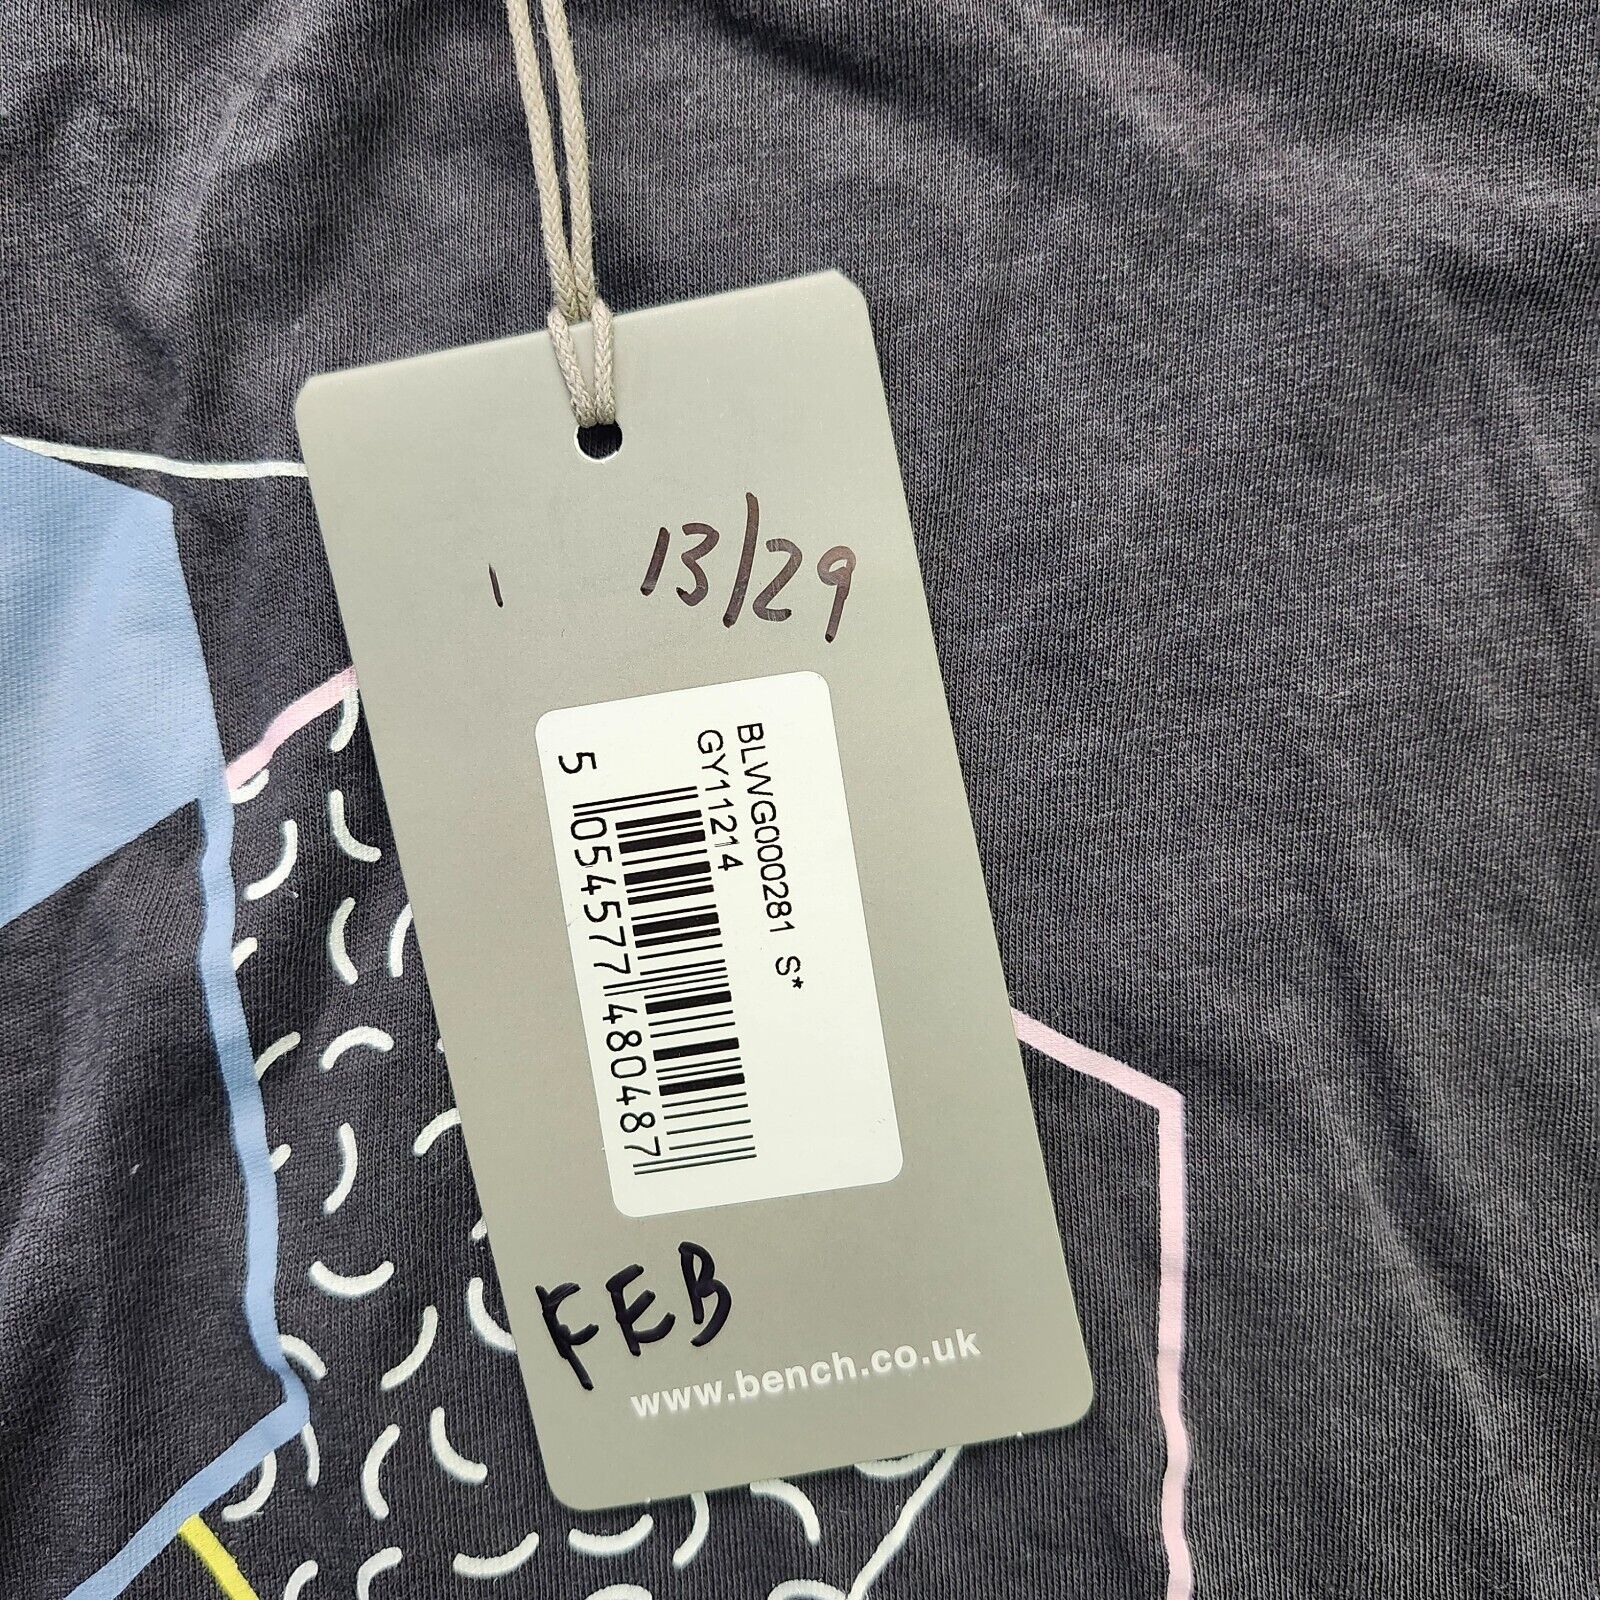 1 13/29
BLWG000281 S*
GY11214
5 054577 480487
FEB
www.bench.co.uk